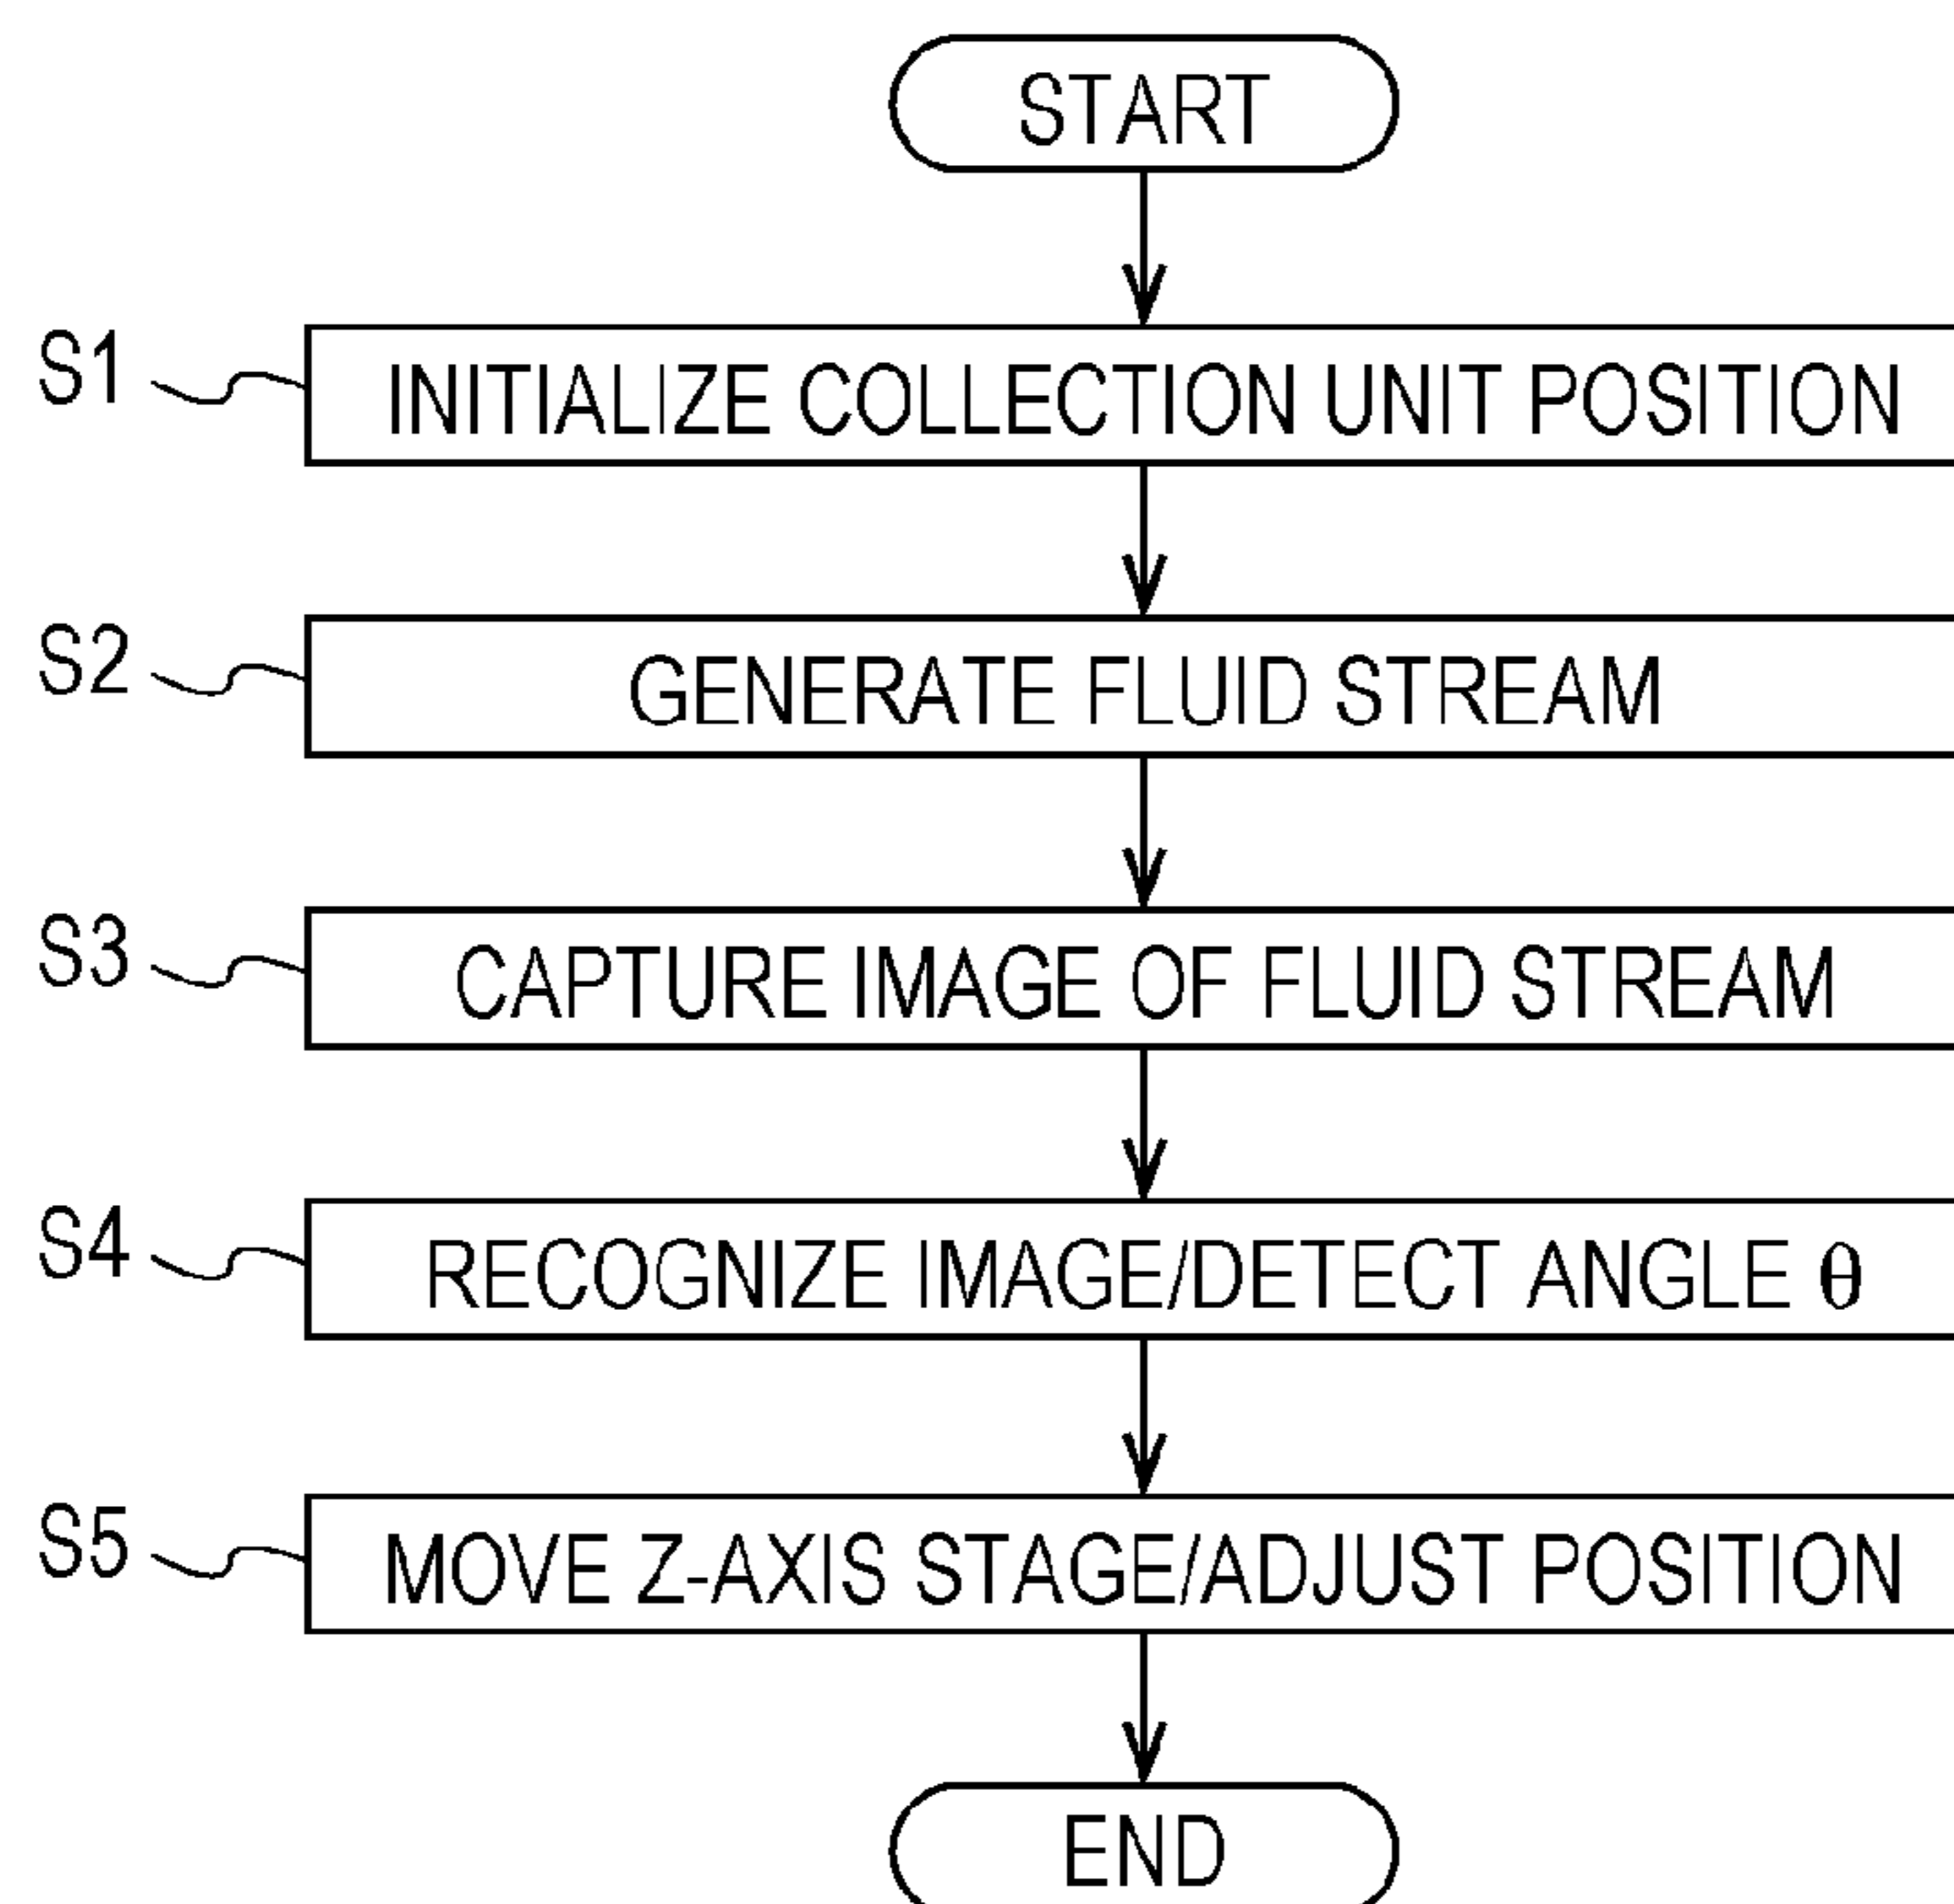 START
S1 INITIALIZE COLLECTION UNIT POSITION
S2 GENERATE FLUID STREAM
S3 CAPTURE IMAGE OF FLUID STREAM
S4 RECOGNIZE IMAGE/DETECT ANGLE θ
S5 MOVE Z-AXIS STAGE/ADJUST POSITION
END